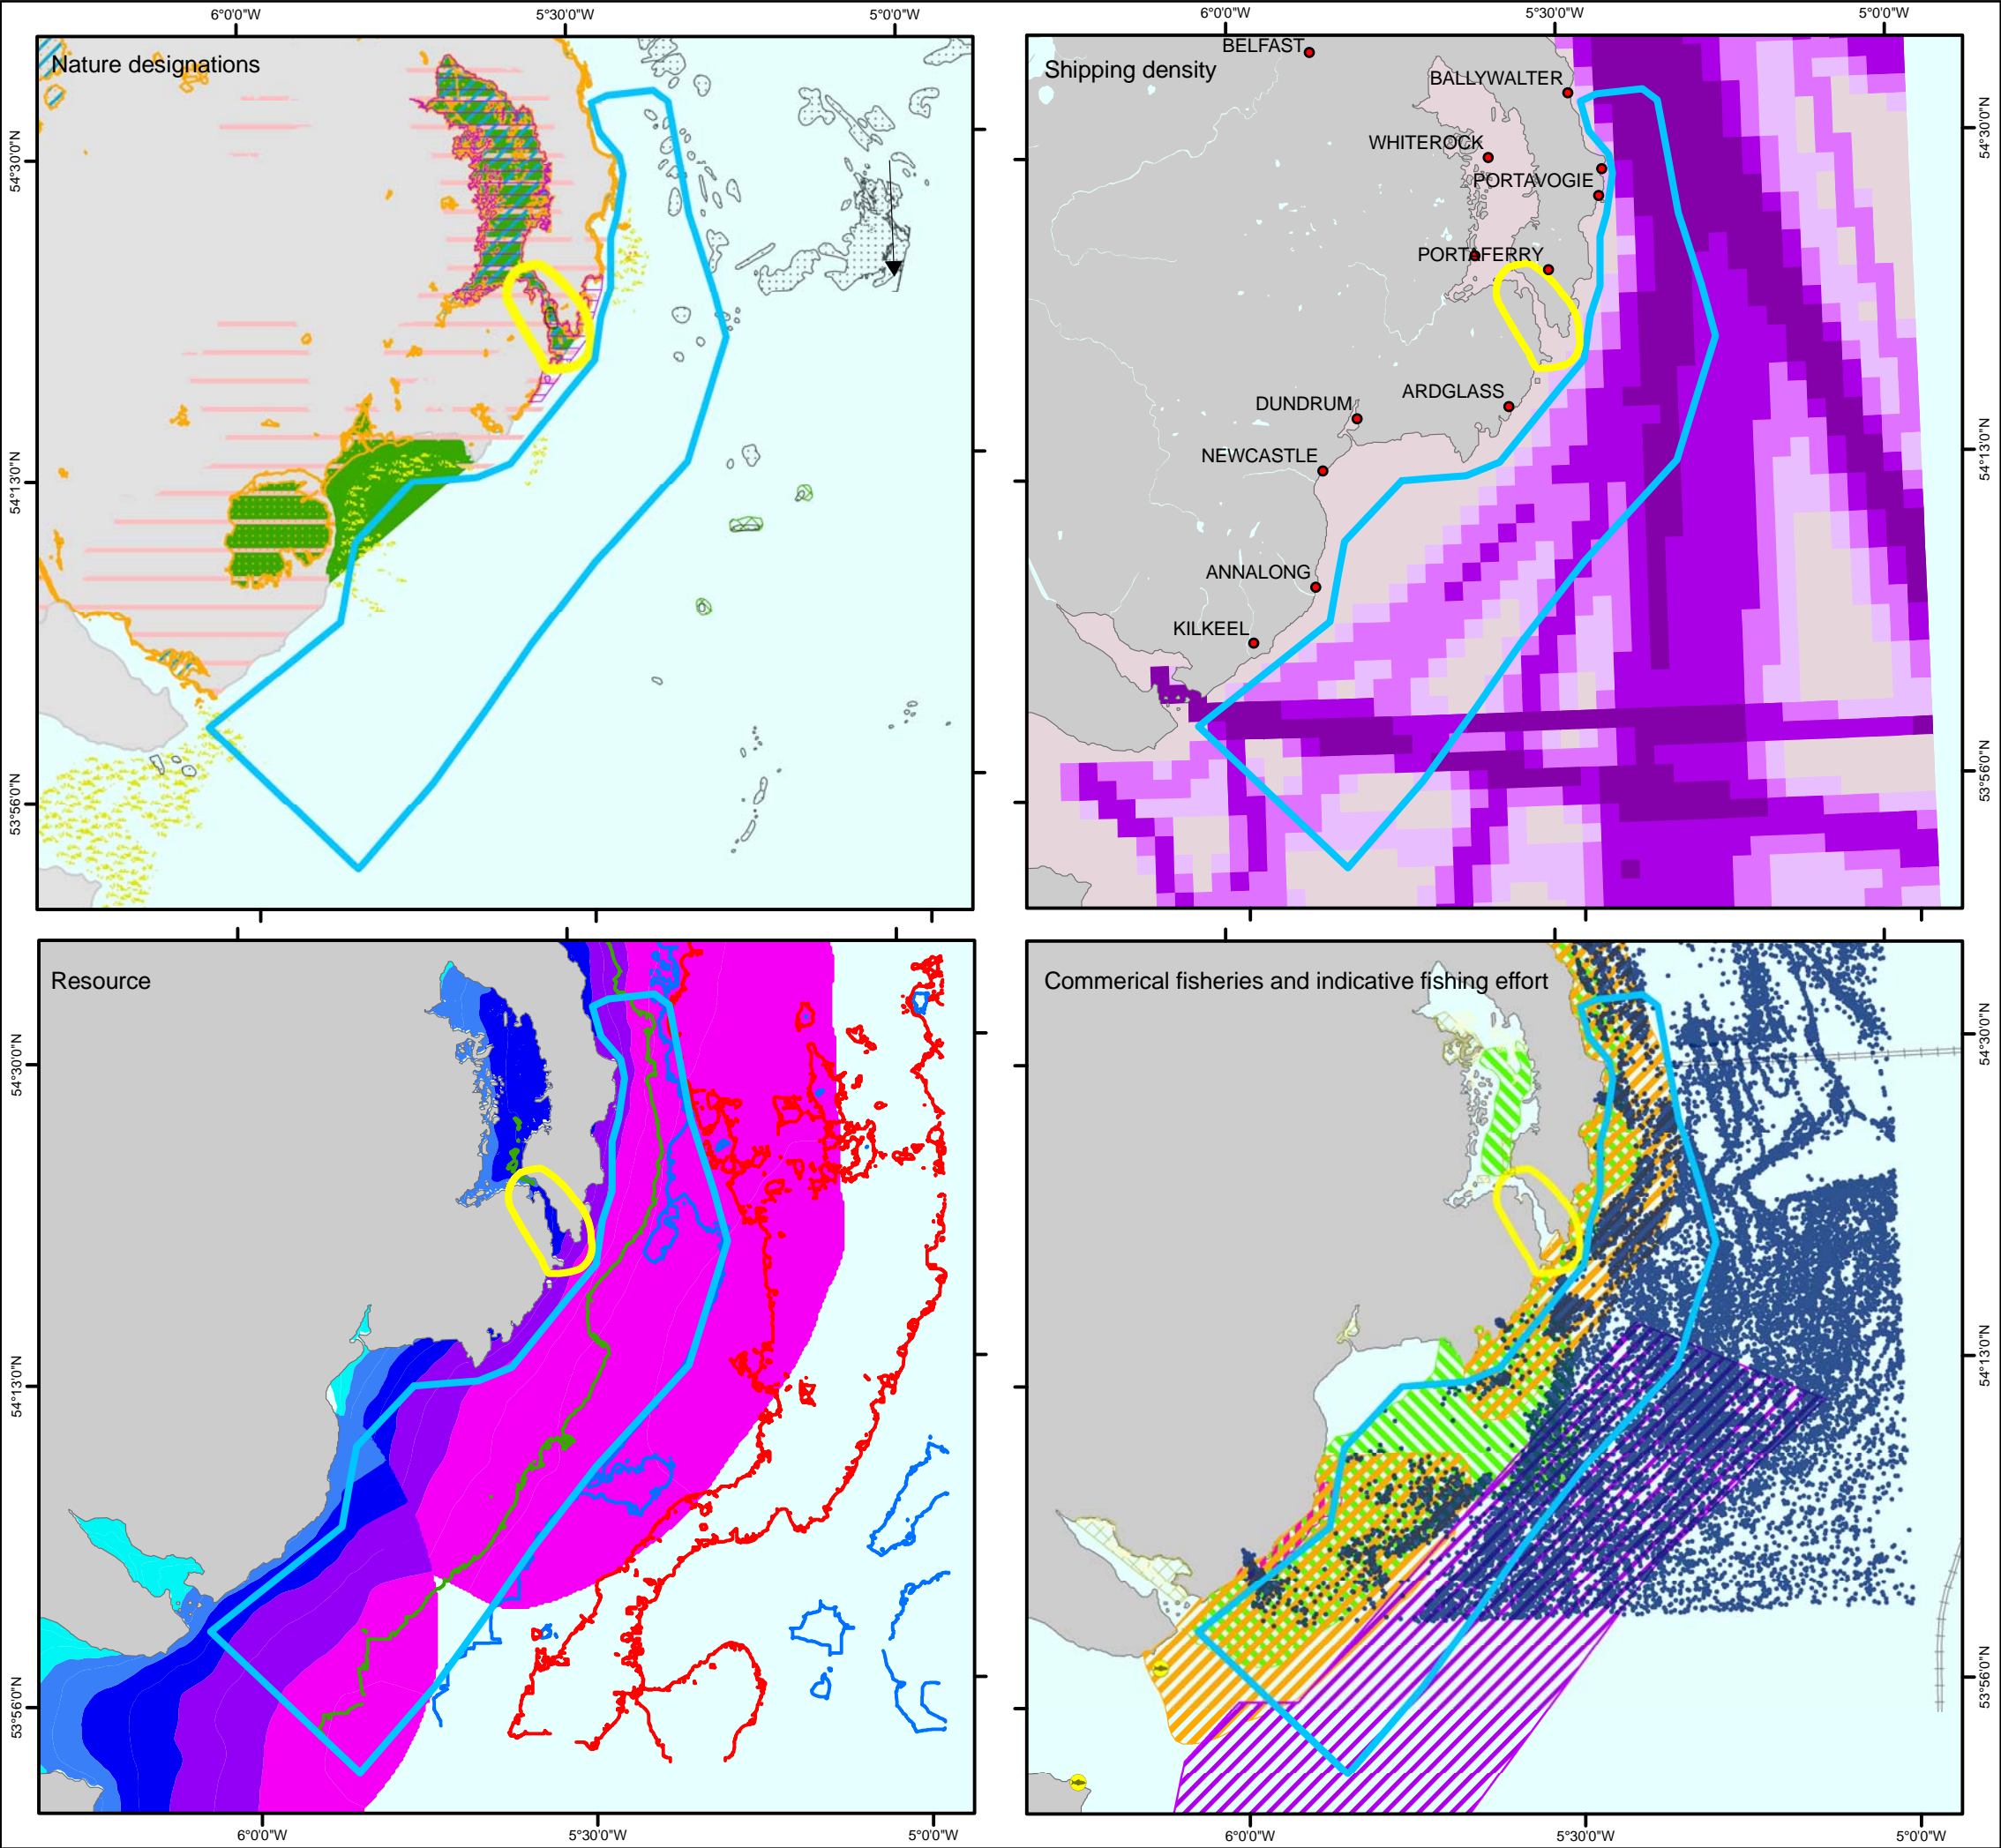 6°0'0"W 5°30'0"W 5°0'0"W 6°0'0"W 5°30'0"W 5°0'0"W
Nature designations
Shipping density
BELFAST
BALLYWALTER
54°30'0"N
54°30'0"N
WHITEROCK
PORTAVOGIE
PORTAFERRY
ARDGLASS
DUNDRUM
NEWCASTLE
54°13'0"N
54°13'0"N
ANNALONG
KILKEEL
53°56'0"N
53°56'0"N
Resource
Commerical fisheries and indicative fishing effort
54°30'0"N
54°30'0"N
54°13'0"N
54°13'0"N
53°56'0"N
53°56'0"N
6°0'0"W 5°30'0"W 5°0'0"W 6°0'0"W 5°30'0"W 5°0'0"W